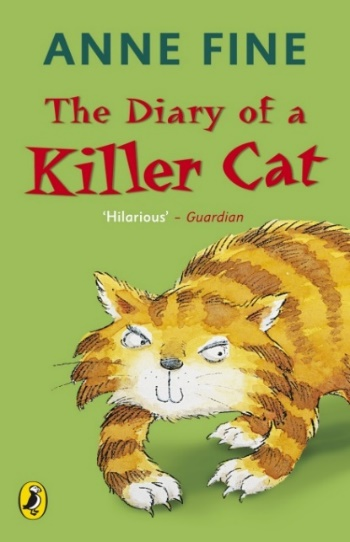 ANNE FINE
The Diary of a
Killer Cat
‘Hilarious’ – Guardian